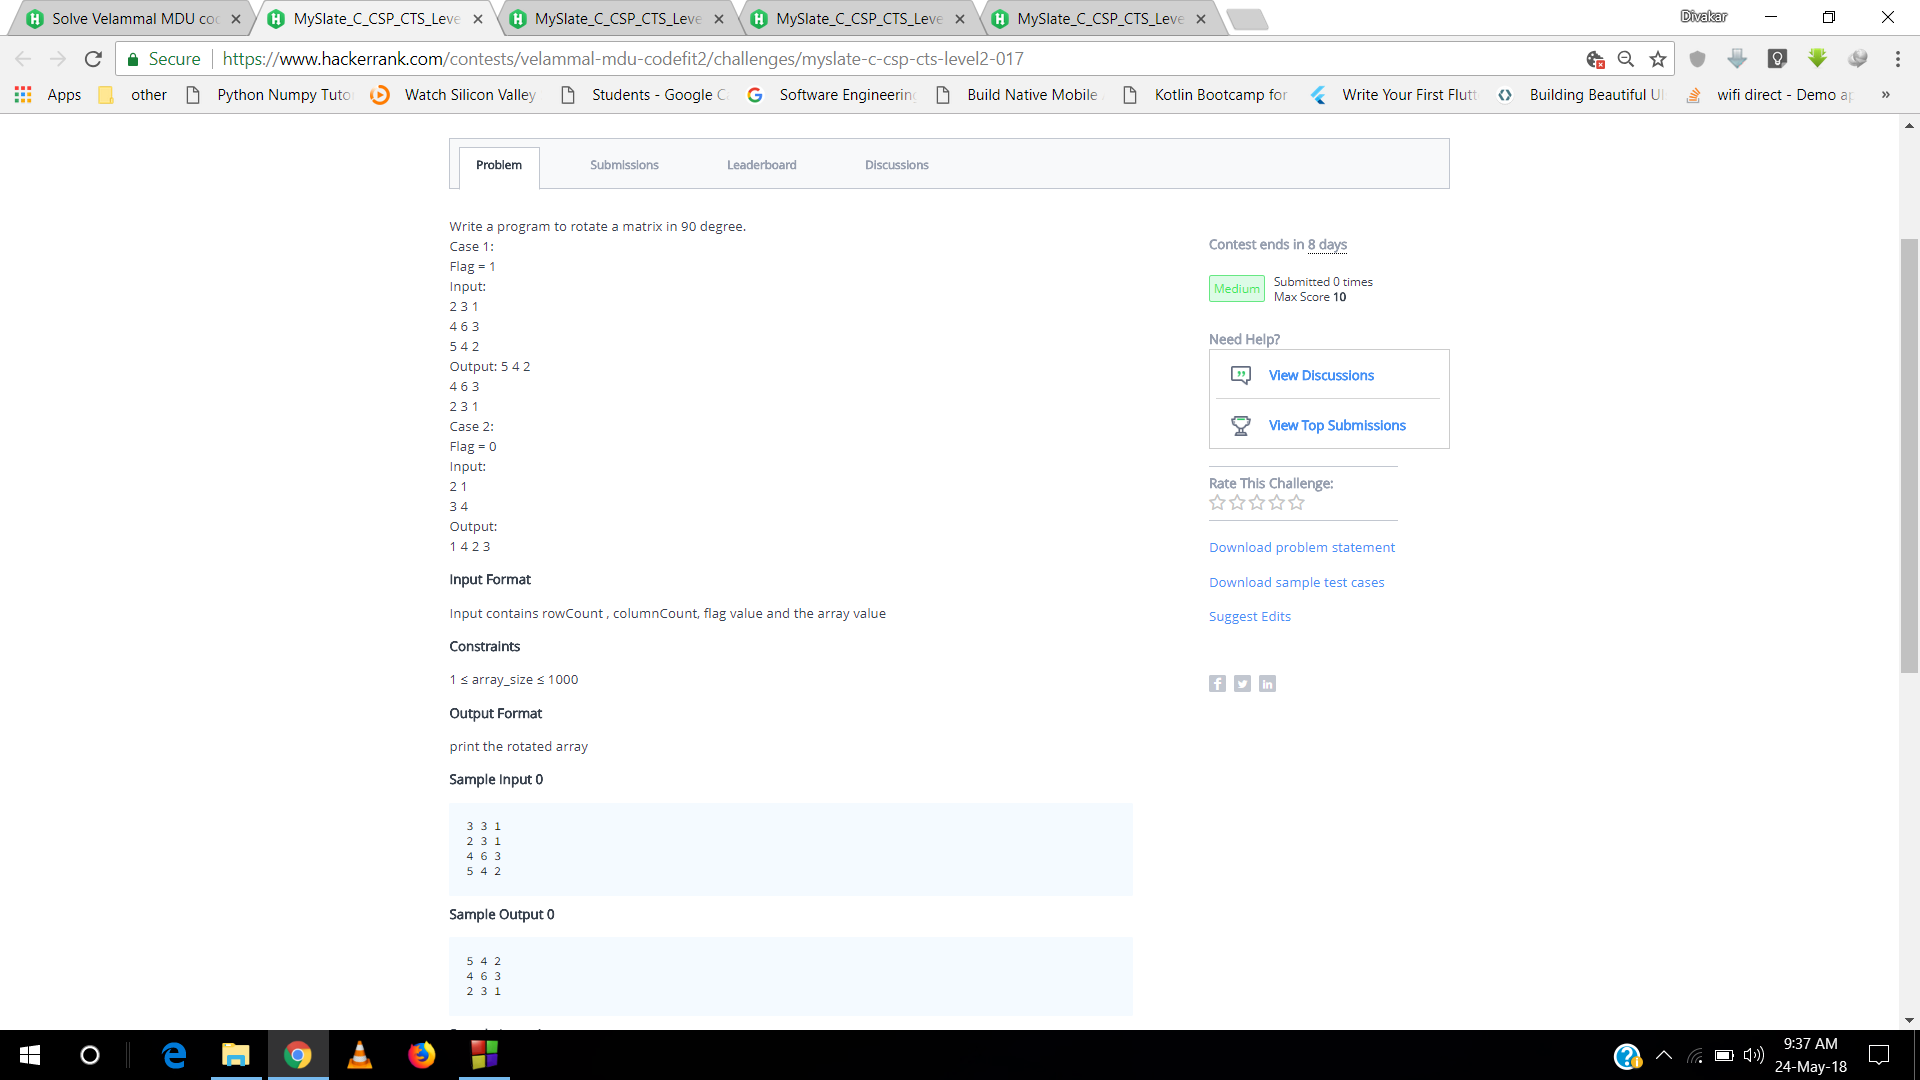 Solve Velammal MDU co
MySlate_C_CSP_CTS_Leve
MySlate_C_CSP_CTS_Leve
MySlate_C_CSP_CTS_Leve
MySlate_C_CSP_CTS_Leve
Divakar
Secure
https://www.hackerrank.com/contests/velammal-mdu-codefit2/challenges/myslate-c-csp-cts-level2-017
Apps other Python Numpy Tuto Watch Silicon Valley Students - Google C Software Engineering Build Native Mobile Kotlin Bootcamp for Write Your First Flutt Building Beautiful UI wifi direct - Demo ap »
Problem Submissions Leaderboard Discussions
Write a program to rotate a matrix in 90 degree.
Case 1:
Flag = 1
Input:
2 3 1
4 6 3
5 4 2
Output: 5 4 2
4 6 3
2 3 1
Case 2:
Flag = 0
Input:
2 1
3 4
Output:
1 4 2 3
Input Format
Input contains rowCount , columnCount, flag value and the array value
Constraints
1 ≤ array_size ≤ 1000
Output Format
print the rotated array
Sample Input 0
3 3 1
2 3 1
4 6 3
5 4 2
Sample Output 0
5 4 2
4 6 3
2 3 1
Contest ends in 8 days
Medium
Submitted 0 times
Max Score 10
Need Help?
View Discussions
View Top Submissions
Rate This Challenge:
Download problem statement
Download sample test cases
Suggest Edits
9:37 AM
24-May-18